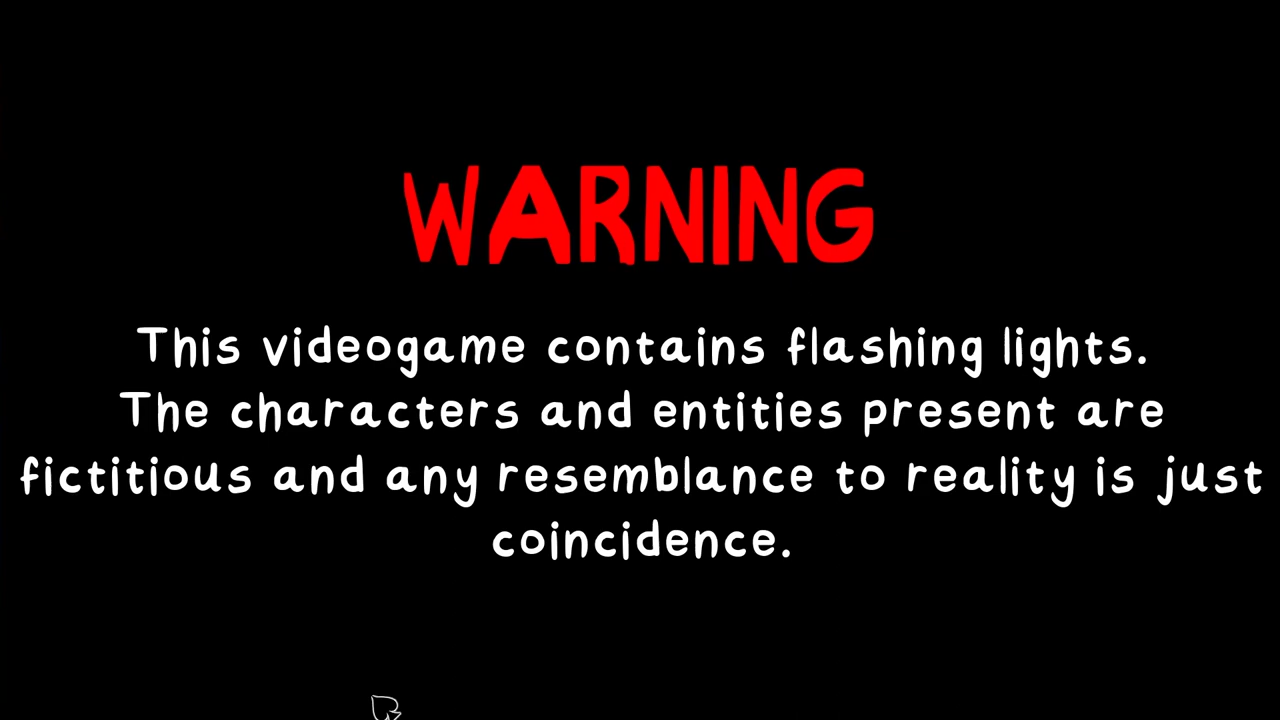 WARNING
This videogame contains flashing lights.
The characters and entities present are
fictitious and any resemblance to reality is just
coincidence.